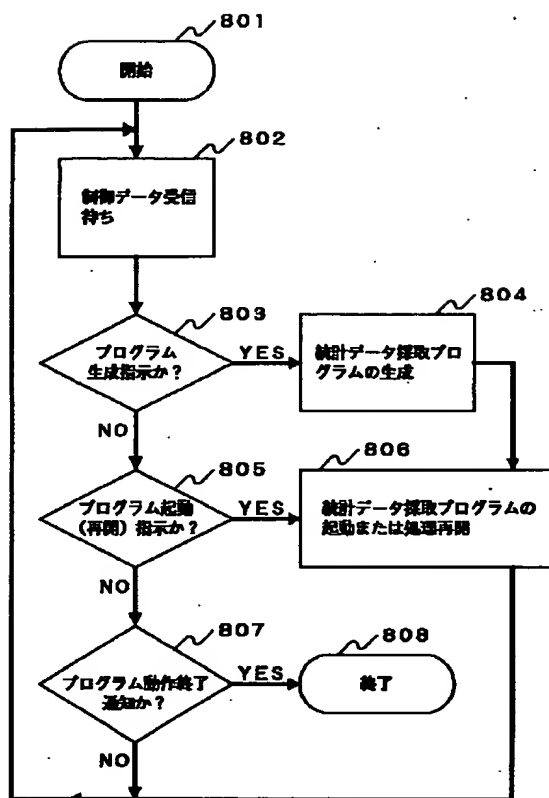 801
開始
802
制御データ受信
待ち
803
プログラム
生成指示か?
YES
804
統計データ採取プロ
グラムの生成
NO
805
プログラム起動
(再開)指示か?
YES
806
統計データ採取プログラムの
起動または処理再開
NO
807
プログラム動作終了
通知か?
YES
808
終了
NO